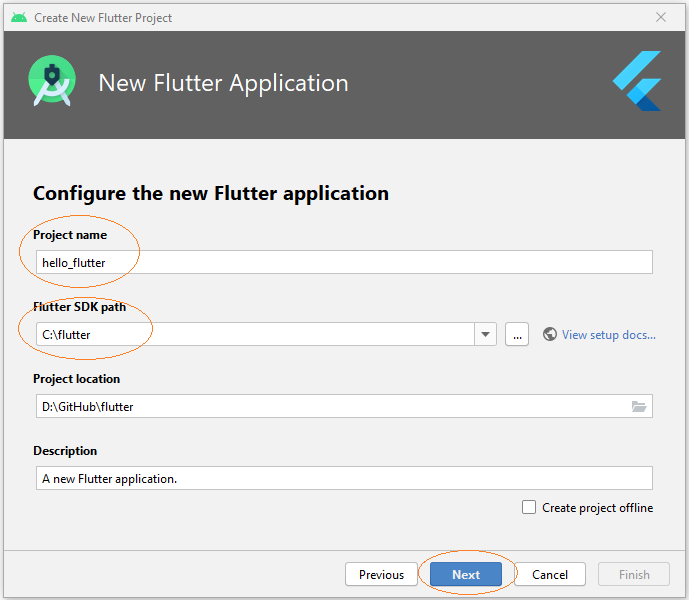 Create New Flutter Project
New Flutter Application
Configure the new Flutter application
Project name
hello_flutter
Flutter SDK path
C:\flutter
...
View setup docs...
Project location
D:\GitHub\flutter
Description
A new Flutter application.
Create project offline
Previous Next Cancel Finish